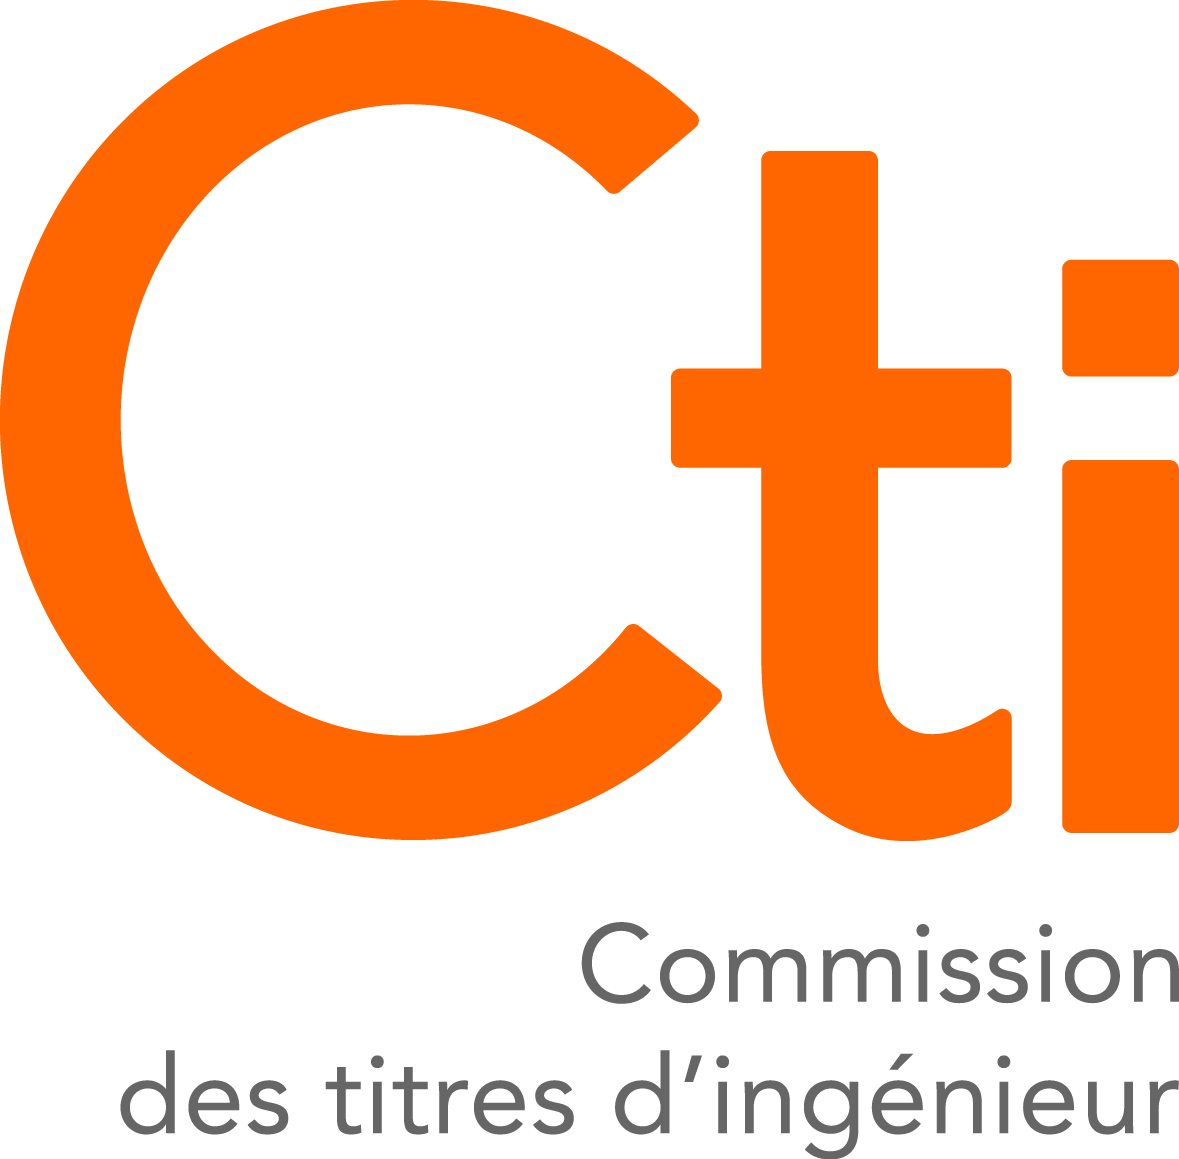 Cti
Commission
des titres d’ingénieur